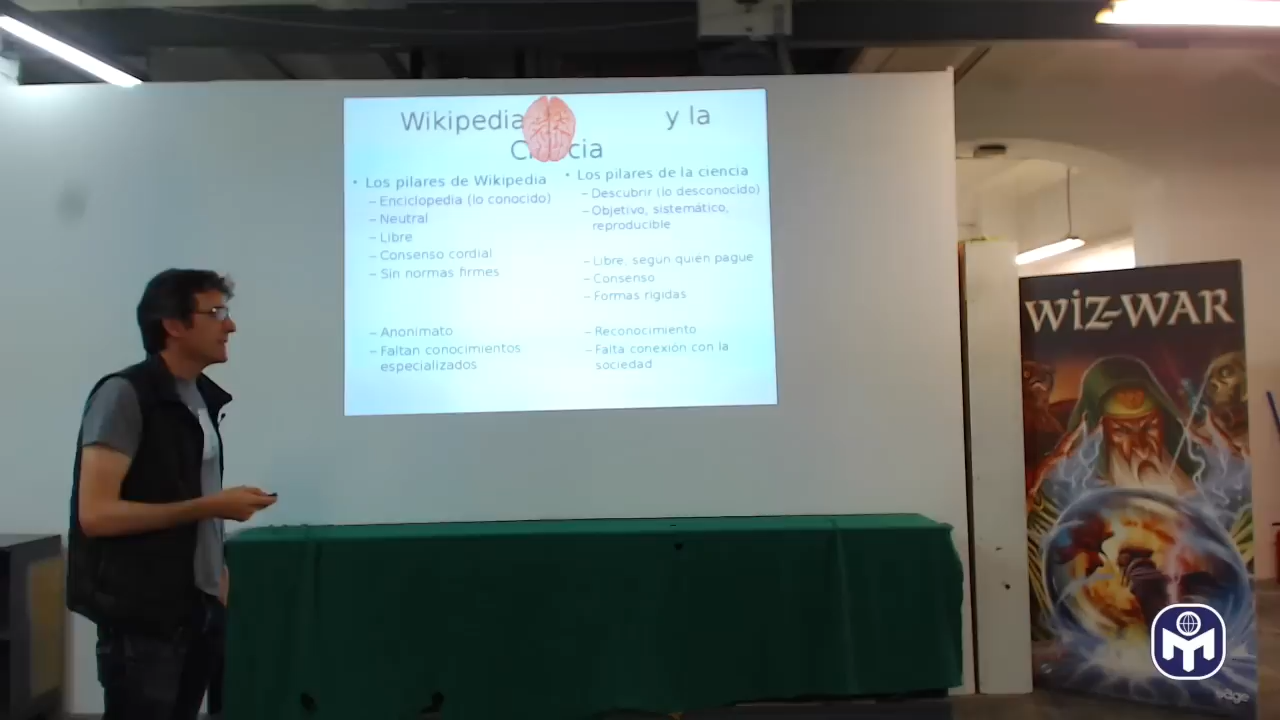 Wikipedia y la
C cia
• Los pilares de Wikipedia
– Enciclopedia (lo conocido)
– Neutral
– Libre
– Consenso cordial
– Sin normas firmes
– Anonimato
– Faltan conocimientos
especializados
• Los pilares de la ciencia
– Descubrir (lo desconocido)
– Objetivo, sistemático,
reproducible
– Libre, segun quien pague
– Consenso
– Formas rigidas
– Reconocimiento
– Falta conexión con la
sociedad
WiZ-WAR
edge